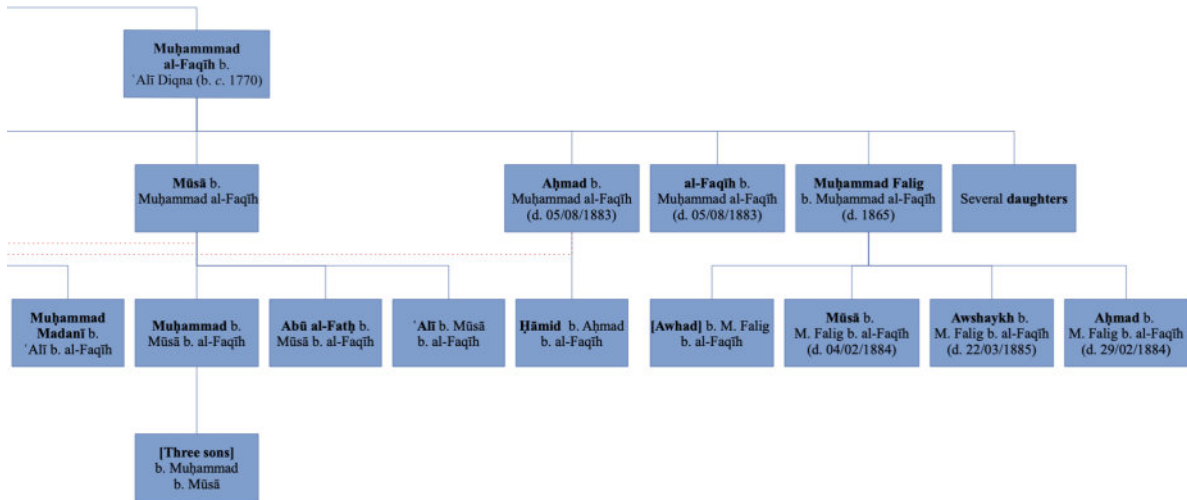 Muḥammmad
al-Faqīh b.
ʿAlī Diqna (b. c. 1770)
Mūsā b.
Muḥammad al-Faqīh
Aḥmad b.
Muḥammad al-Faqīh
(d. 05/08/1883)
al-Faqīh b.
Muḥammad al-Faqīh
(d. 05/08/1883)
Muḥammad Falig
b. Muḥammad al-Faqīh
(d. 1865)
Several daughters
Muḥammad
Madanī b.
ʿAlī b. al-Faqīh
Muḥammad b.
Mūsā b. al-Faqīh
Abū al-Fatḥ b.
Mūsā b. al-Faqīh
ʿAlī b. Mūsā
b. al-Faqīh
Ḥāmid b. Aḥmad
b. al-Faqīh
[Awhad] b. M. Falig
b. al-Faqīh
Mūsā b.
M. Falig b. al-Faqīh
(d. 04/02/1884)
Awshaykh b.
M. Falig b. al-Faqīh
(d. 22/03/1885)
Aḥmad b.
M. Falig b. al-Faqīh
(d. 29/02/1884)
[Three sons]
b. Muḥammad
b. Mūsā